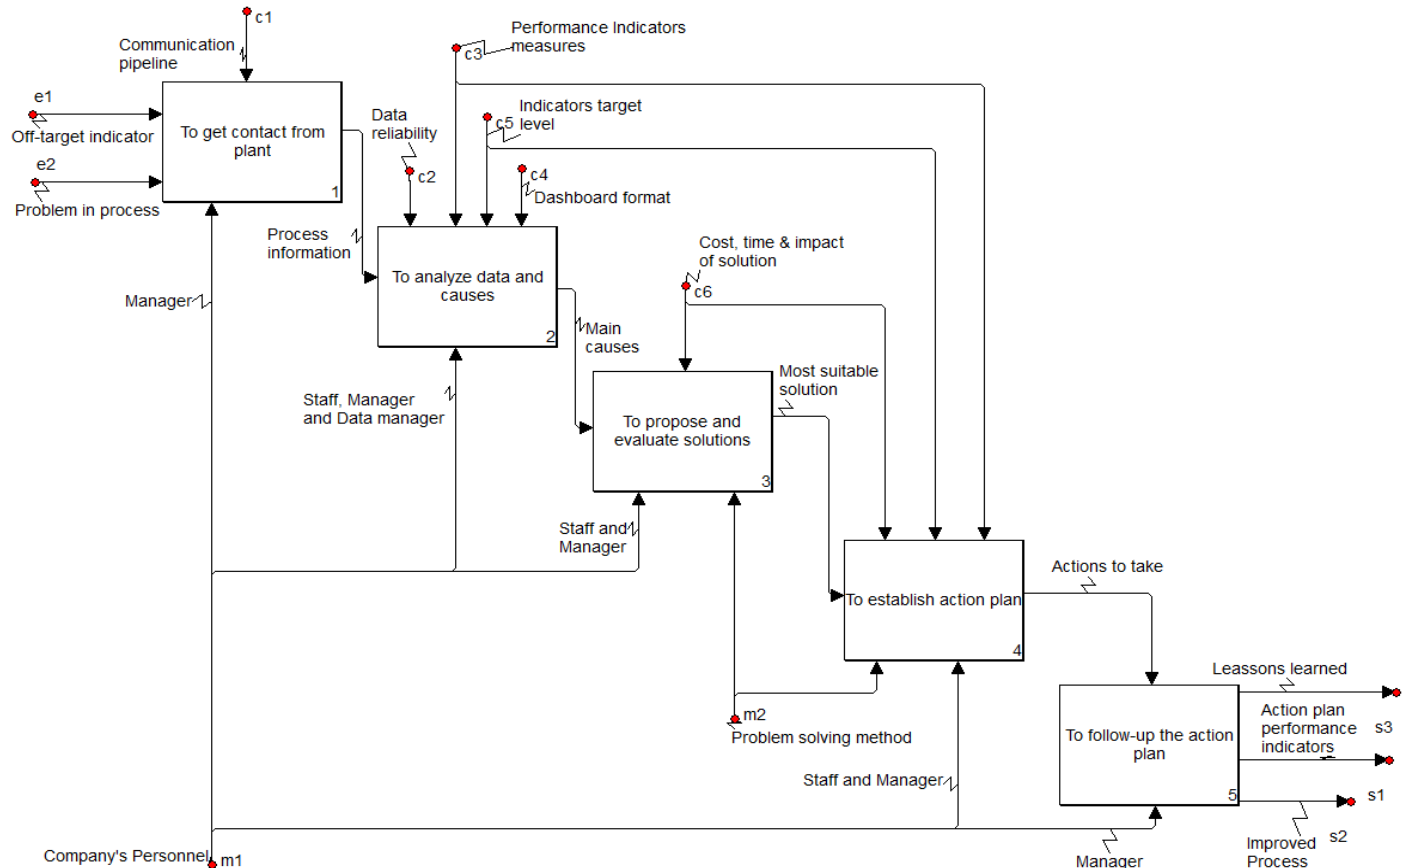 c1
Communication
pipeline
e1
Off-target indicator
e2
Problem in process
To get contact from
plant
1
Performance Indicators
measures
c3
Data
reliability
c2
Indicators target
level
c5
c4
Dashboard format
Process
information
Manager
To analyze data and
causes
2
Cost, time & impact
of solution
c6
Main
causes
Staff, Manager
and Data manager
Most suitable
solution
To propose and
evaluate solutions
3
Staff and
Manager
To establish action plan
4
Actions to take
m2
Problem solving method
Staff and Manager
Leassons learned
Action plan
performance
indicators
s3
To follow-up the action
plan
5
s1
s2
Improved
Process
Company's Personnel
m1
Manager